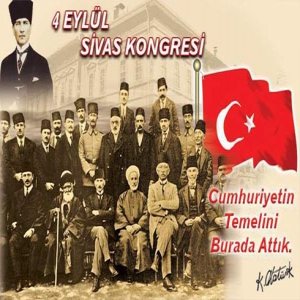 4 EYLÜL
SİVAS KONGRESİ
Cumhuriyetin
Temelini
Burada Attık.
K. Atatürk